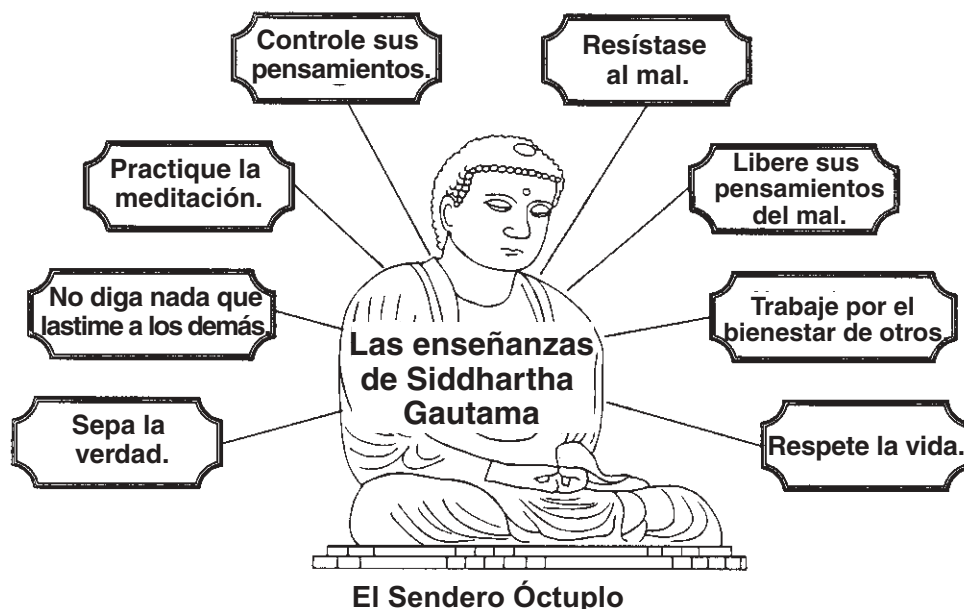 Controle sus
pensamientos.
Resístase
al mal.
Practique la
meditación.
Libere sus
pensamientos
del mal.
No diga nada que
lastime a los demás.
Trabaje por el
bienestar de otros.
Las enseñanzas
de Siddhartha
Gautama
Sepa la
verdad.
Respete la vida.
El Sendero Óctuplo